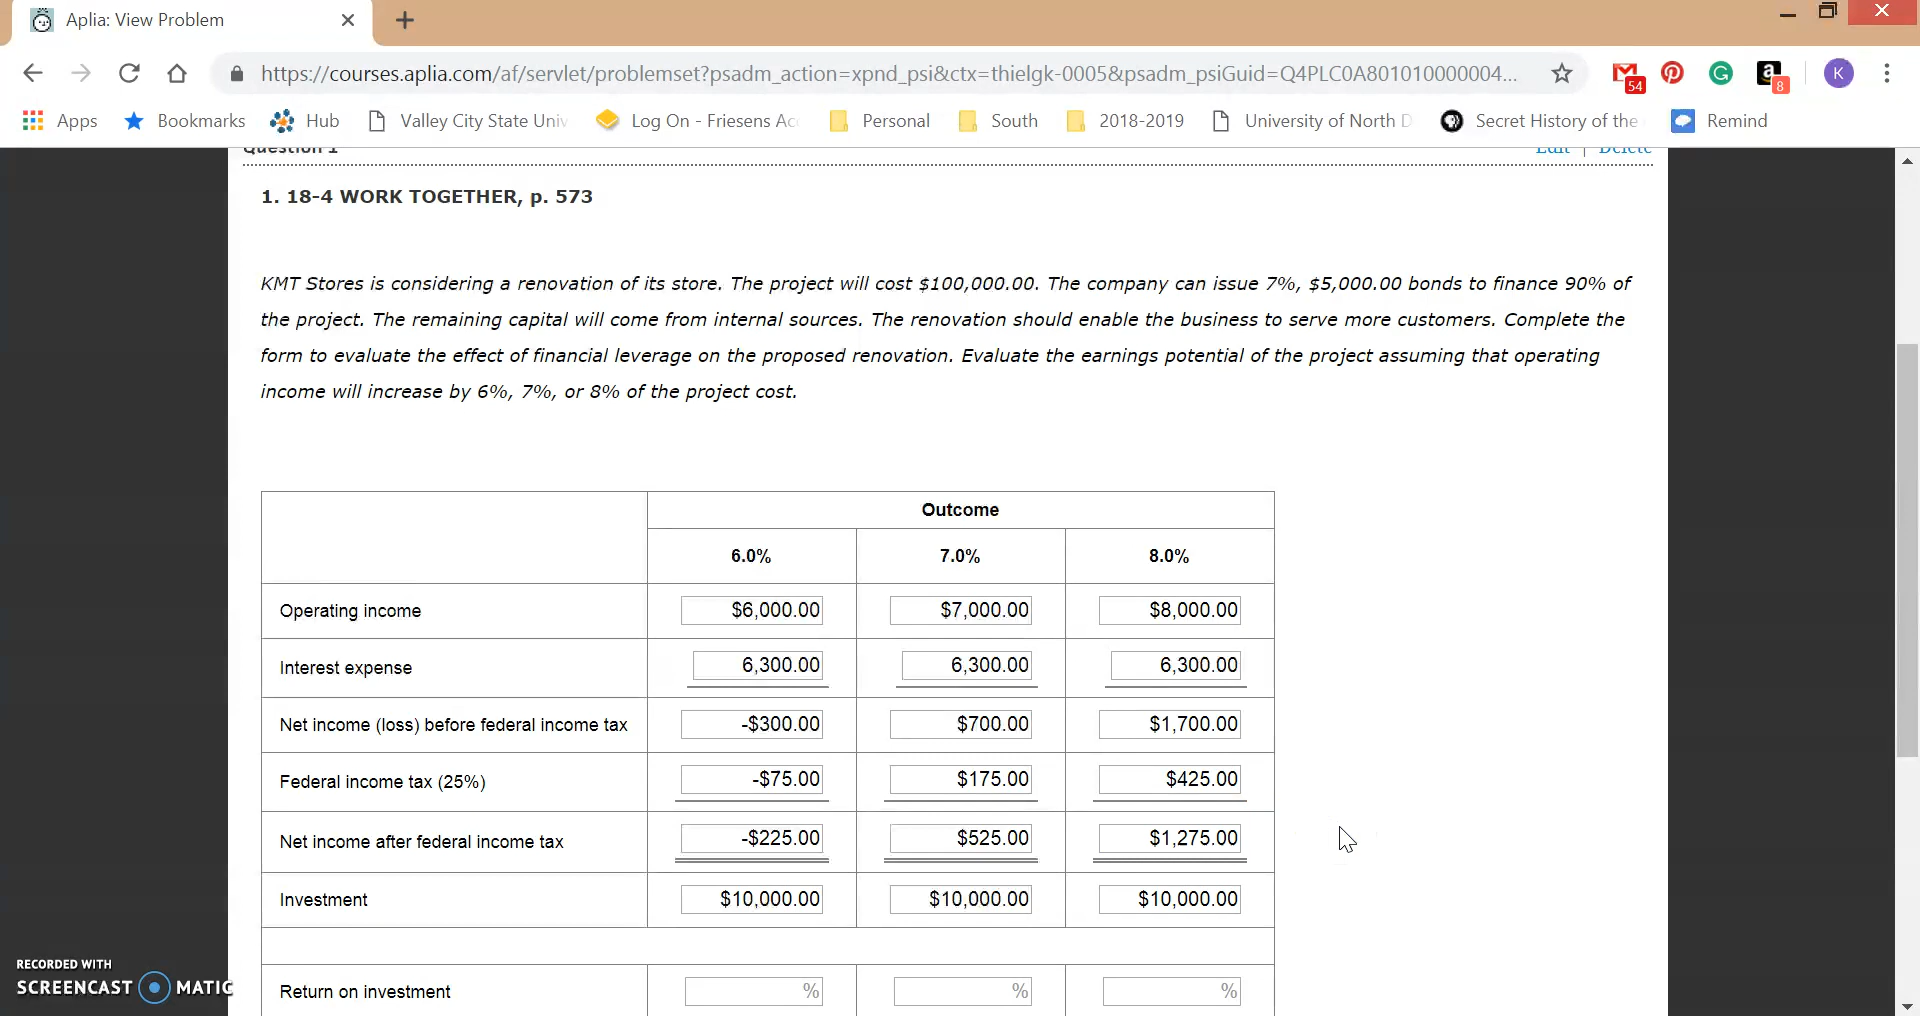 Aplia: View Problem
https://courses.aplia.com/af/servlet/problemset?psadm_action=xpnd_psi&ctx=thielgk-0005&psadm_psiGuid=Q4PLC0A801010000004...
54
8
K
Apps Bookmarks Hub Valley City State Univ Log On - Friesens Ac Personal South 2018-2019 University of North D Secret History of the Remind
Question 1 Edit | Delete
1. 18-4 WORK TOGETHER, p. 573
KMT Stores is considering a renovation of its store. The project will cost $100,000.00. The company can issue 7%, $5,000.00 bonds to finance 90% of
the project. The remaining capital will come from internal sources. The renovation should enable the business to serve more customers. Complete the
form to evaluate the effect of financial leverage on the proposed renovation. Evaluate the earnings potential of the project assuming that operating
income will increase by 6%, 7%, or 8% of the project cost.
Outcome
6.0% 7.0% 8.0%
Operating income $6,000.00 $7,000.00 $8,000.00
Interest expense 6,300.00 6,300.00 6,300.00
Net income (loss) before federal income tax -$300.00 $700.00 $1,700.00
Federal income tax (25%) -$75.00 $175.00 $425.00
Net income after federal income tax -$225.00 $525.00 $1,275.00
Investment $10,000.00 $10,000.00 $10,000.00
Return on investment % % %
RECORDED WITH
SCREENCAST MATIC